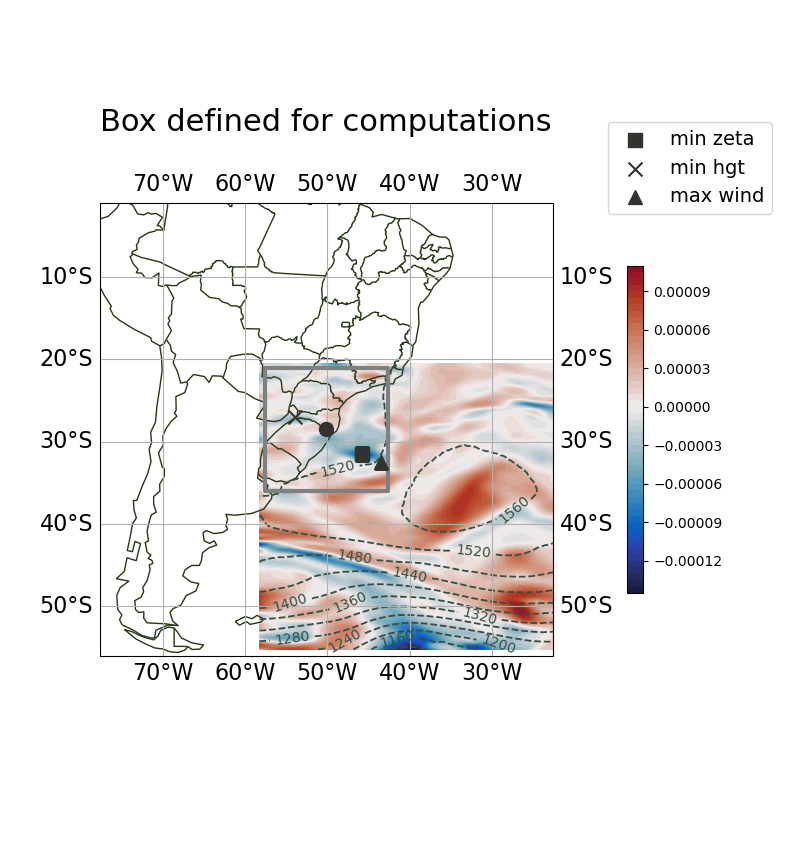 Box defined for computations
min zeta
min hgt
max wind
70°W 60°W 50°W 40°W 30°W
10°S 10°S
20°S 20°S
30°S 30°S
40°S 40°S
50°S 50°S
70°W 60°W 50°W 40°W 30°W
0.00009
0.00006
0.00003
0.00000
−0.00003
−0.00006
−0.00009
−0.00012
1520
1560
1520
1480
1440
1400
1360
1320
1280
1240
1160
1200